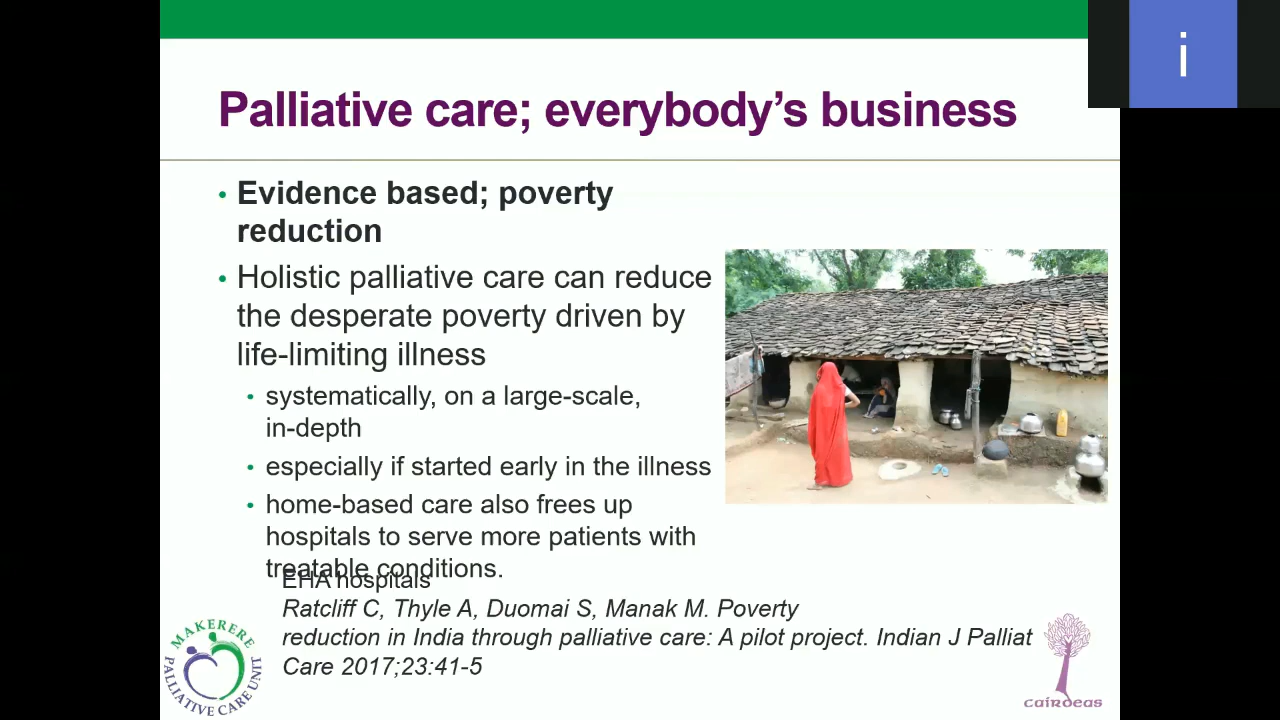 Palliative care; everybody’s business
i
• Evidence based; poverty
reduction
• Holistic palliative care can reduce
the desperate poverty driven by
life-limiting illness
• systematically, on a large-scale,
in-depth
• especially if started early in the illness
• home-based care also frees up
hospitals to serve more patients with
treatable conditions.
EHA hospitals
Ratcliff C, Thyle A, Duomai S, Manak M. Poverty
reduction in India through palliative care: A pilot project. Indian J Palliat
Care 2017;23:41-5
MAKERERE
PALLIATIVE CARE UNIT
cairdeas